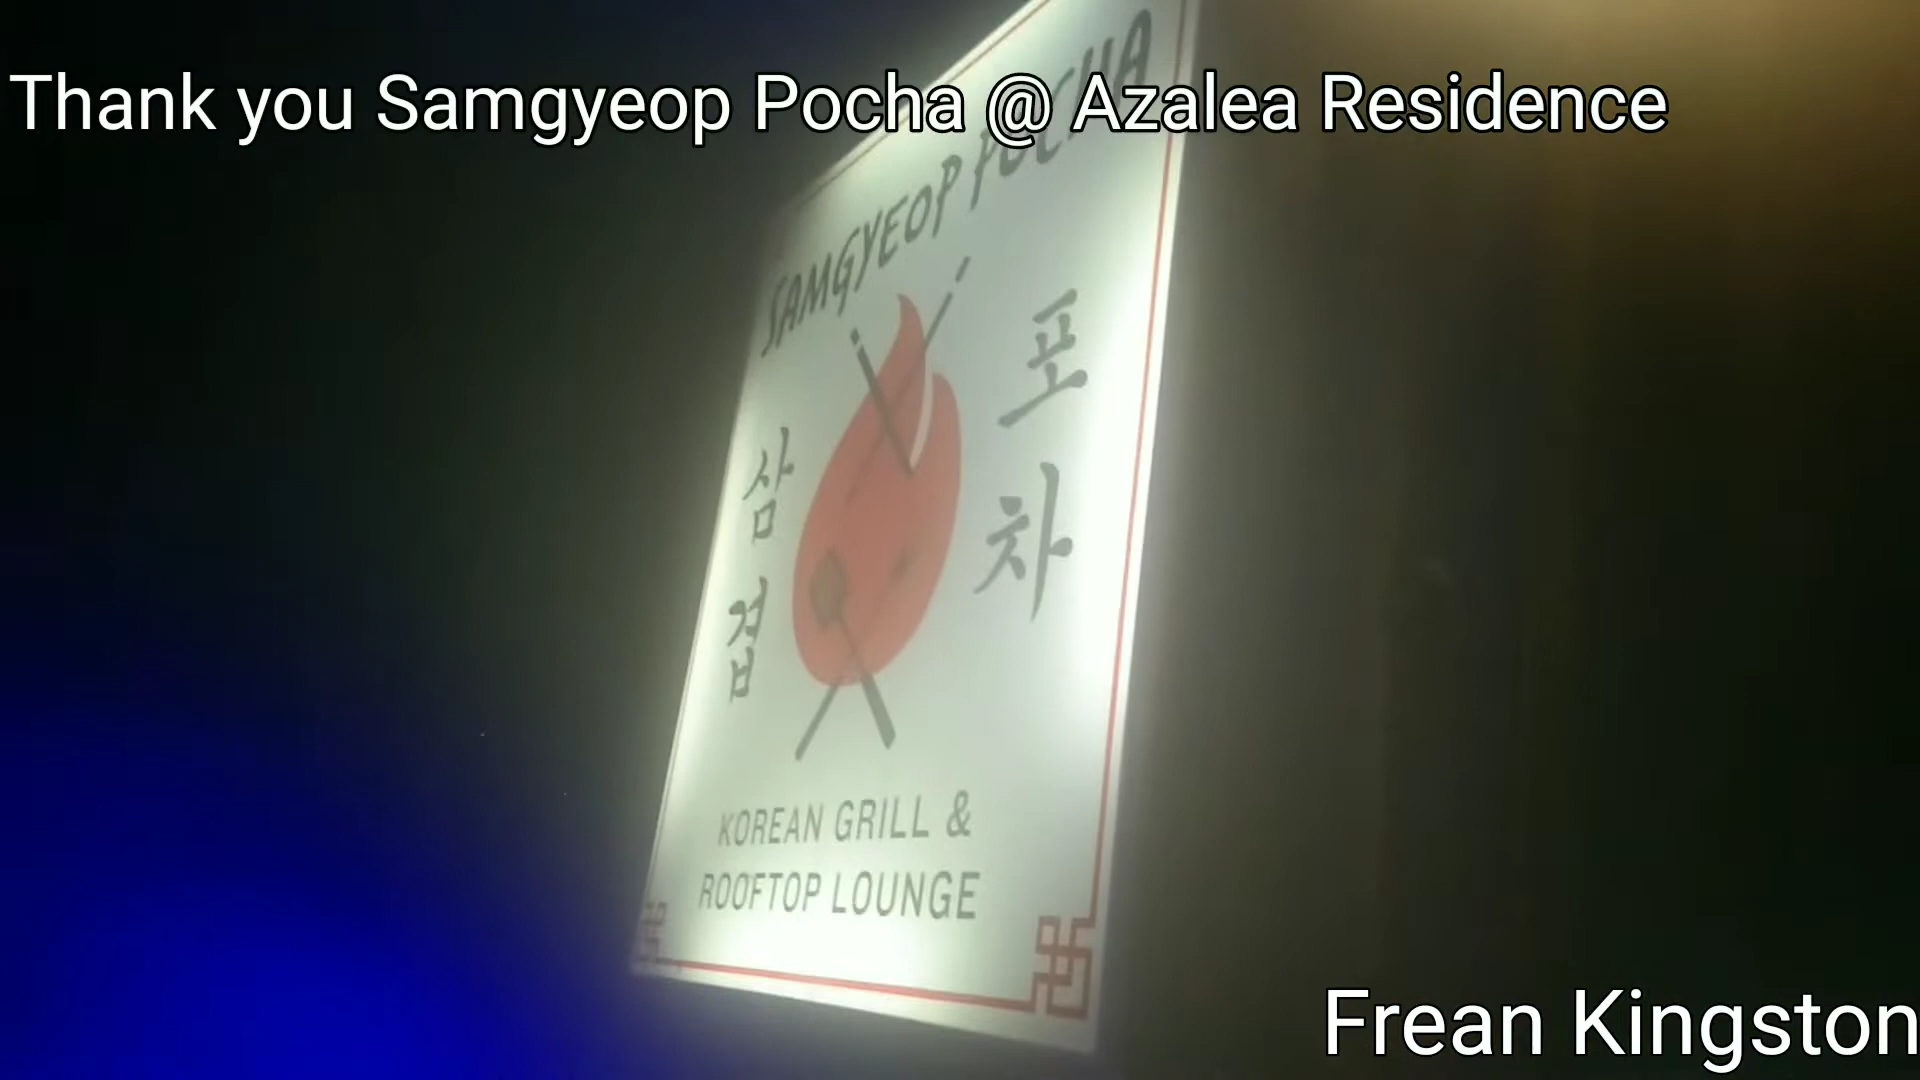 Thank you Samgyeop Pocha @ Azalea Residence
SAMGYEOP POCHA
삼겹
포차
KOREAN GRILL &
ROOFTOP LOUNGE
Frean Kingston